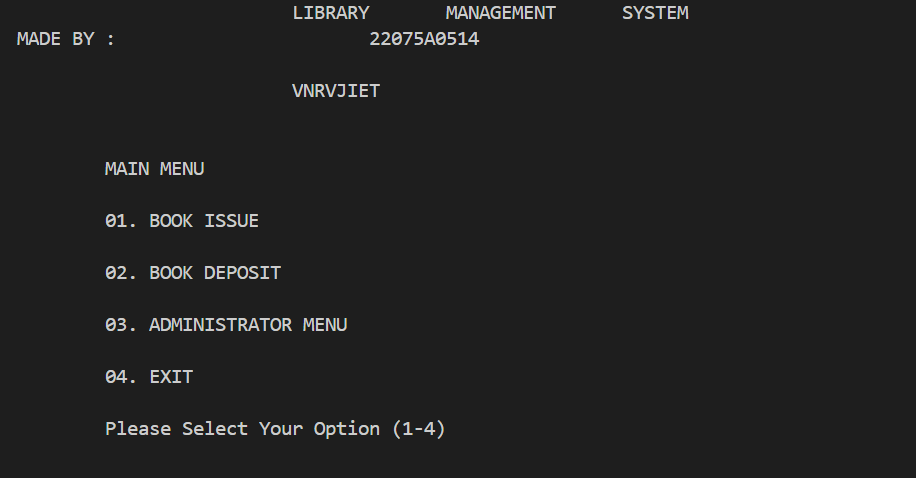 LIBRARY MANAGEMENT SYSTEM
MADE BY : 22075A0514
VNRVJIET
MAIN MENU
01. BOOK ISSUE
02. BOOK DEPOSIT
03. ADMINISTRATOR MENU
04. EXIT
Please Select Your Option (1-4)